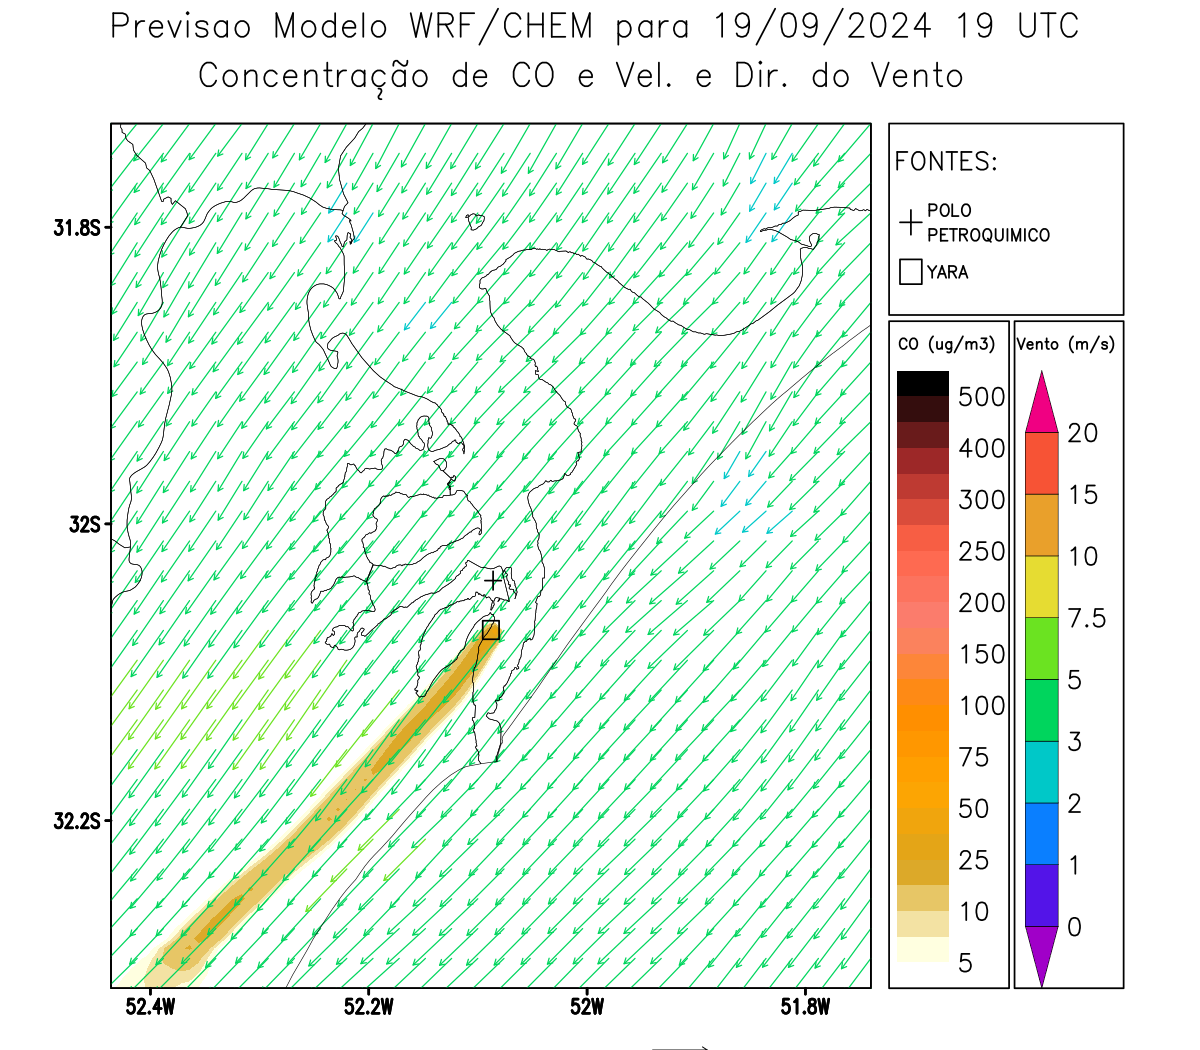 Previsao Modelo WRF/CHEM para 19/09/2024 19 UTC
Concentração de CO e Vel. e Dir. do Vento
FONTES:
POLO
PETROQUIMICO
YARA
CO (ug/m3)
500
400
300
250
200
150
100
75
50
25
10
5
Vento (m/s)
20
15
10
7.5
5
3
2
1
0
31.8S
32S
32.2S
52.4W
52.2W
52W
51.8W